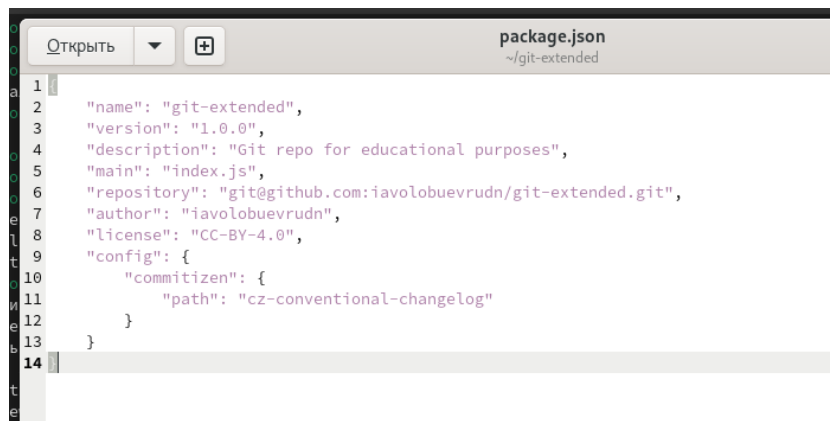 Открыть
package.json
~/git-extended
1 {
2 "name": "git-extended",
3 "version": "1.0.0",
4 "description": "Git repo for educational purposes",
5 "main": "index.js",
6 "repository": "git@github.com:iavolobuevrudn/git-extended.git",
7 "author": "iavolobuevrudn",
8 "license": "CC-BY-4.0",
9 "config": {
10 "commitizen": {
11 "path": "cz-conventional-changelog"
12 }
13 }
14 }